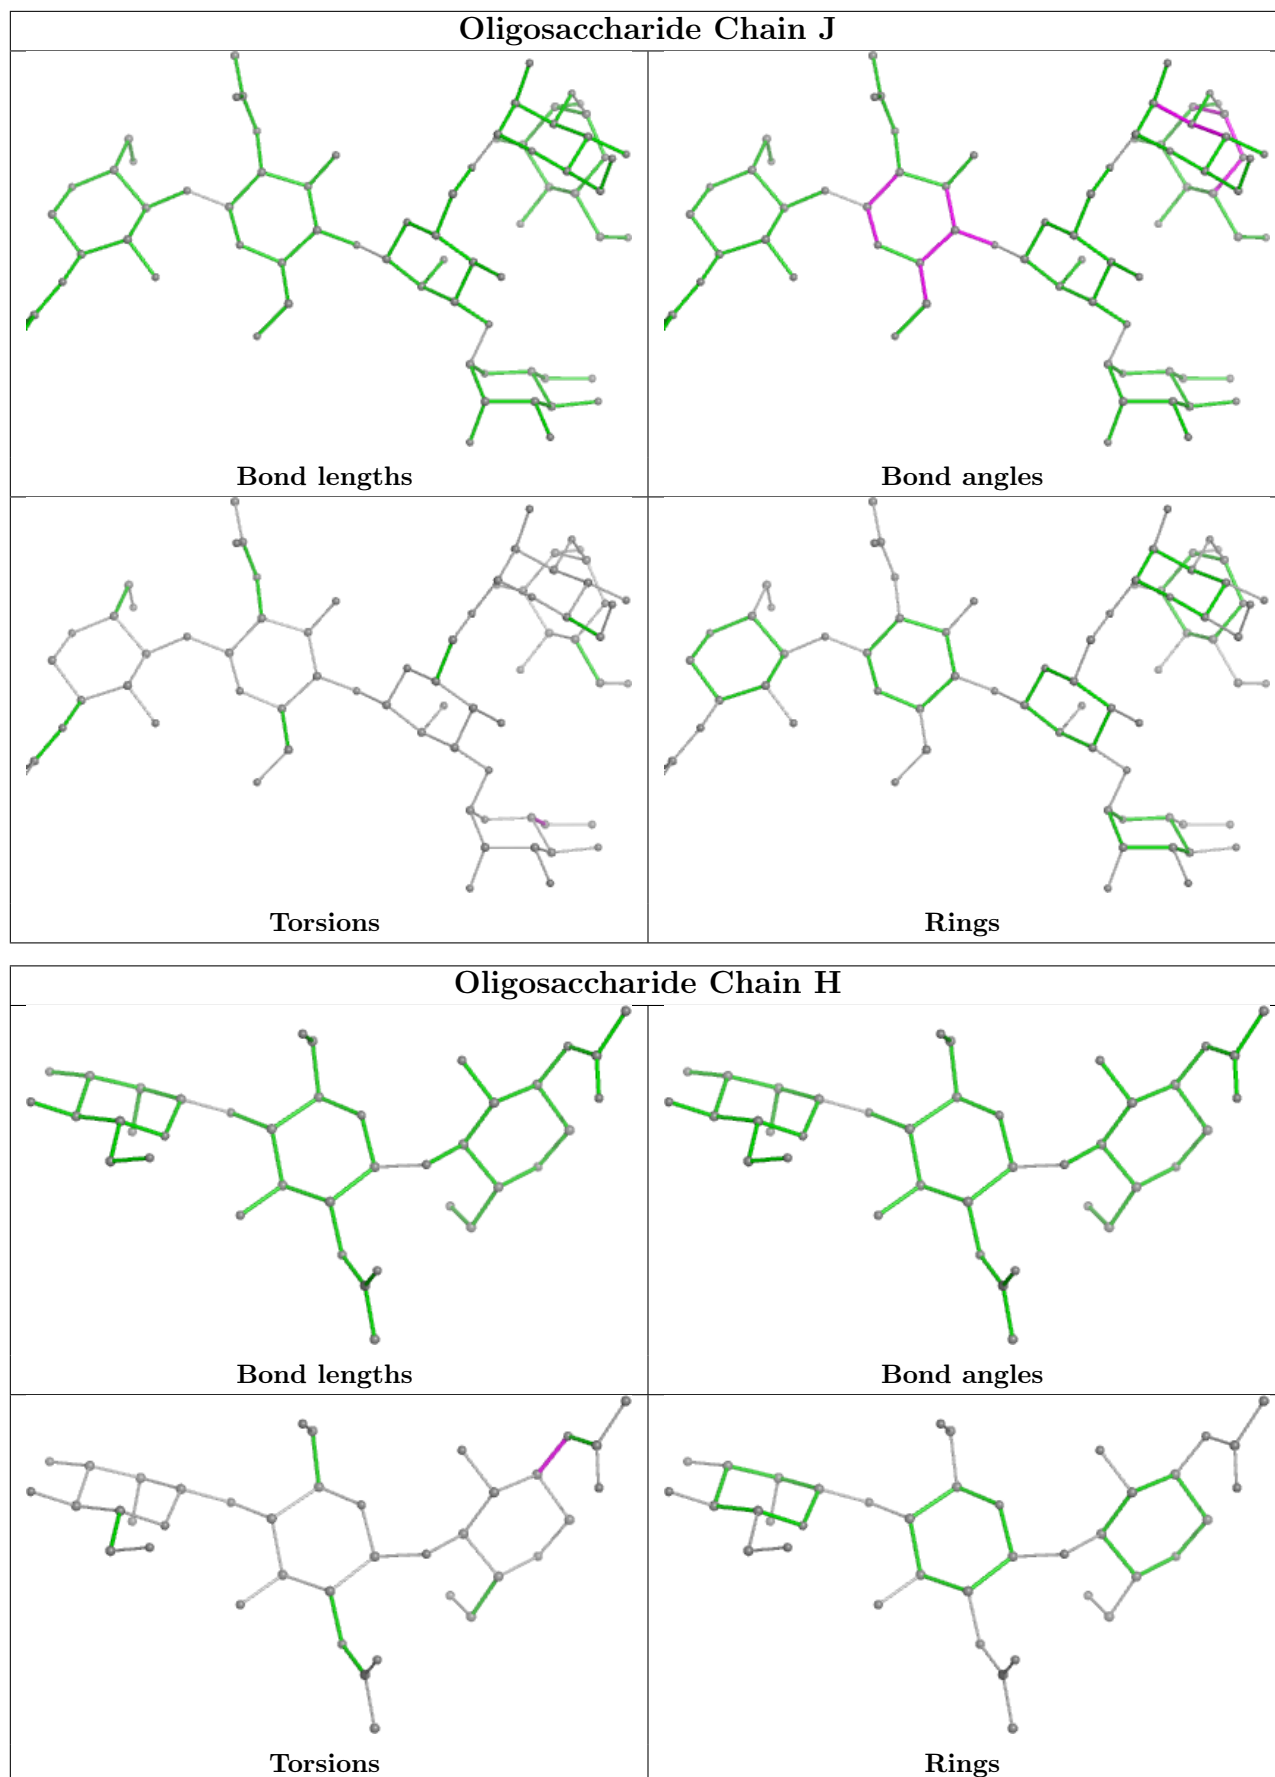 Oligosaccharide Chain J
Bond lengths
Bond angles
Torsions
Rings
Oligosaccharide Chain H
Bond lengths
Bond angles
Torsions
Rings